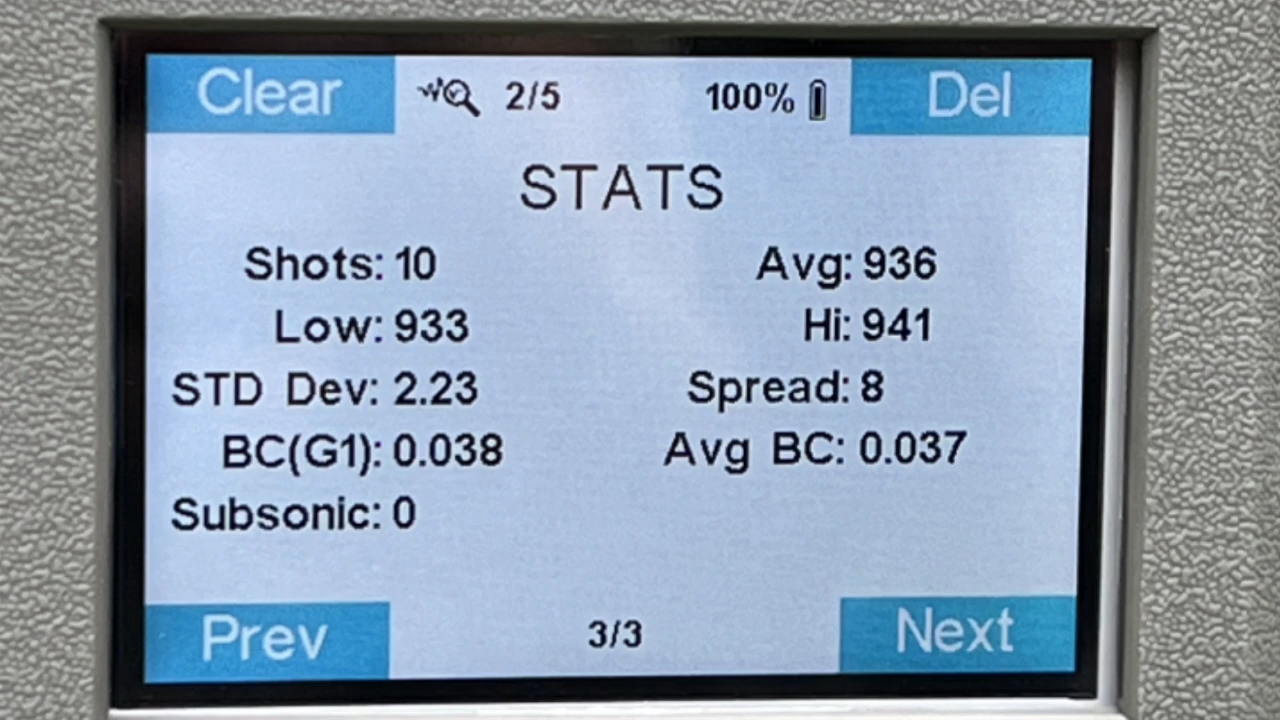 Clear 2/5 100% Del
STATS
Shots: 10 Avg: 936
Low: 933 Hi: 941
STD Dev: 2.23 Spread: 8
BC(G1): 0.038 Avg BC: 0.037
Subsonic: 0
Prev 3/3 Next